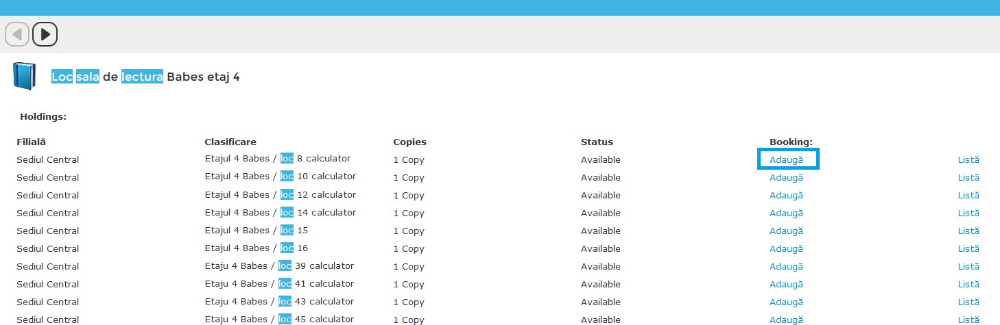 Loc sala de lectura Babes etaj 4
Holdings:
Filială Clasificare Copies Status Booking:
Sediul Central Etajul 4 Babes / loc 8 calculator 1 Copy Available Adaugă Listă
Sediul Central Etajul 4 Babes / loc 10 calculator 1 Copy Available Adaugă Listă
Sediul Central Etajul 4 Babes / loc 12 calculator 1 Copy Available Adaugă Listă
Sediul Central Etajul 4 Babes / loc 14 calculator 1 Copy Available Adaugă Listă
Sediul Central Etajul 4 Babes / loc 15 1 Copy Available Adaugă Listă
Sediul Central Etajul 4 Babes / loc 16 1 Copy Available Adaugă Listă
Sediul Central Etaju 4 Babes / loc 39 calculator 1 Copy Available Adaugă Listă
Sediul Central Etaju 4 Babes / loc 41 calculator 1 Copy Available Adaugă Listă
Sediul Central Etaju 4 Babes / loc 43 calculator 1 Copy Available Adaugă Listă
Sediul Central Etaju 4 Babes / loc 45 calculator 1 Copy Available Adaugă Listă